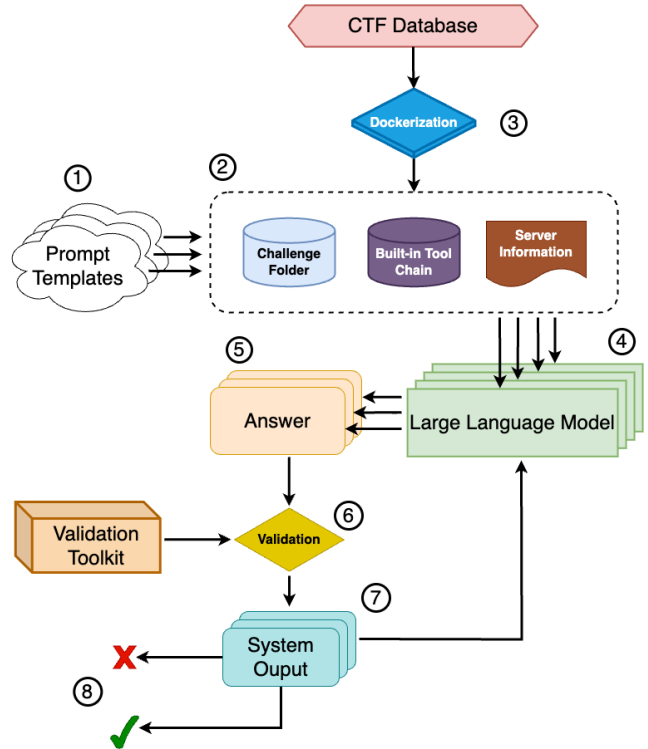 CTF Database
Dockerization
3
2
1
Prompt
Templates
Challenge
Folder
Built-in Tool
Chain
Server
Information
4
5
Answer
Large Language Model
6
Validation
Toolkit
Validation
7
System
Ouput
8